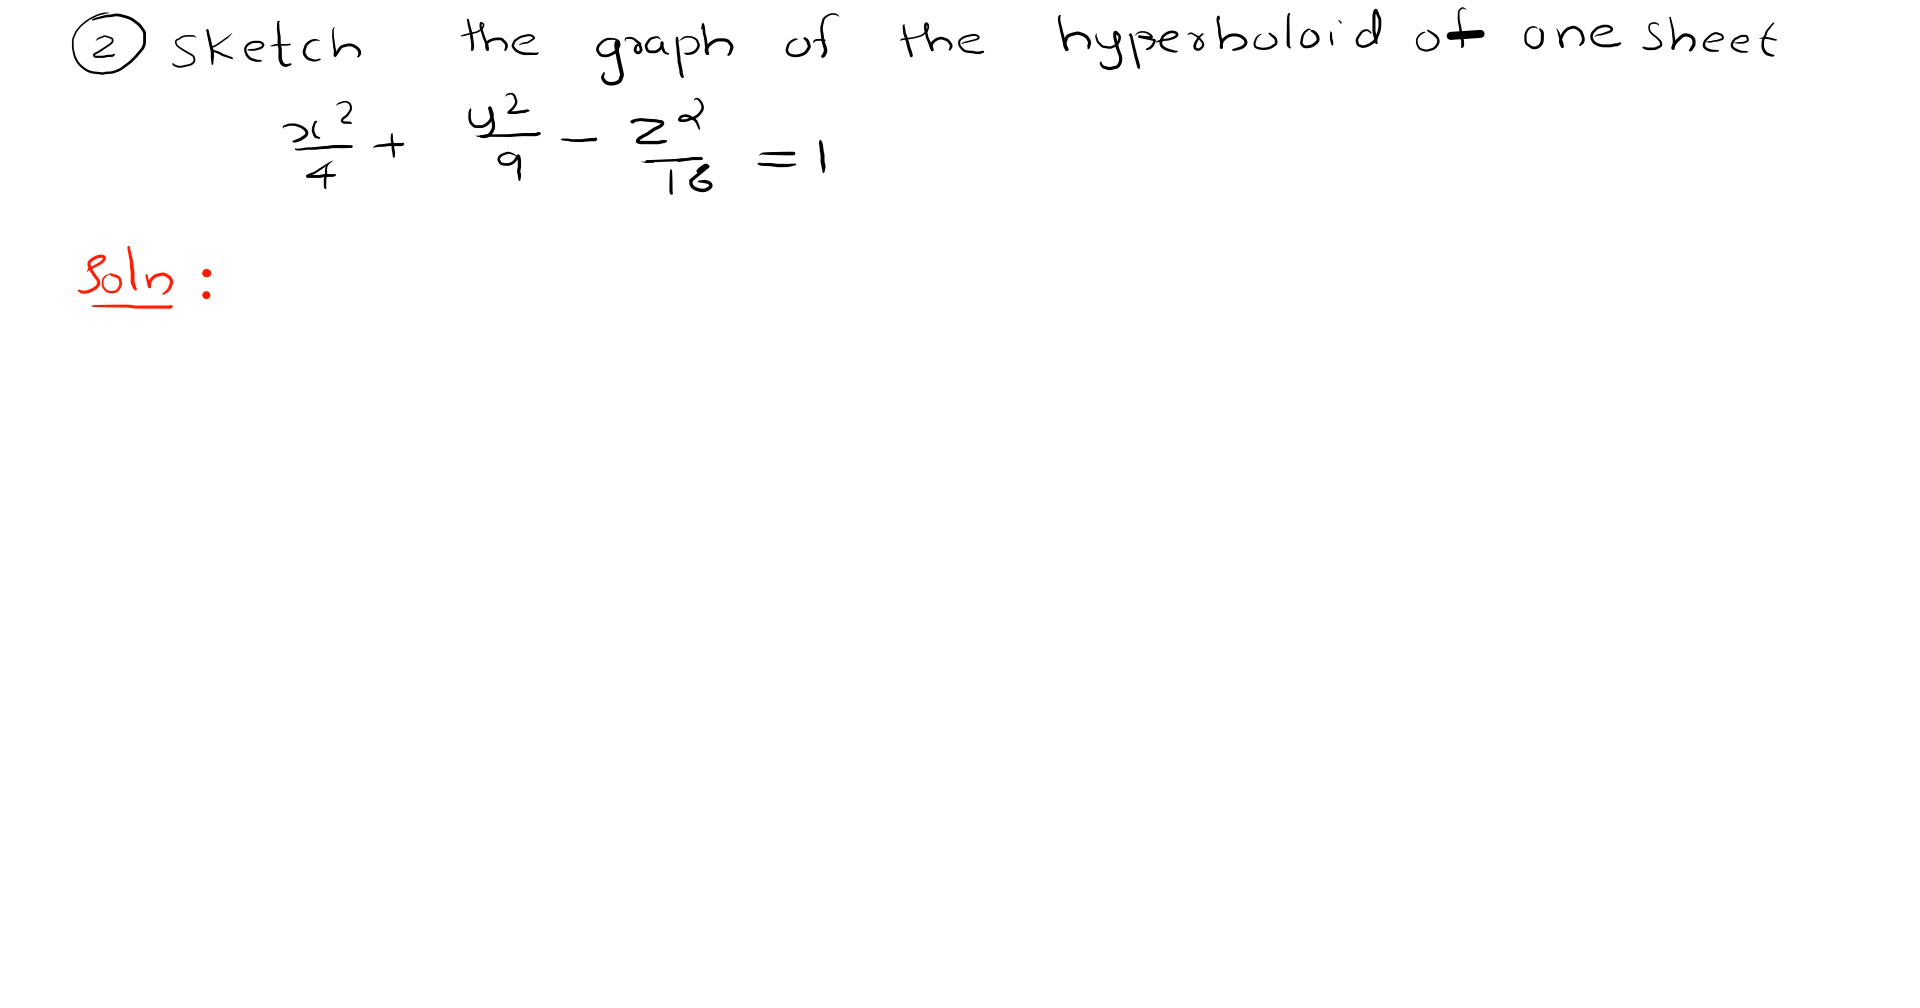 ② Sketch the graph of the hyperboloid of one sheet
x²/4 + y²/9 − z²/16 = 1
Soln :